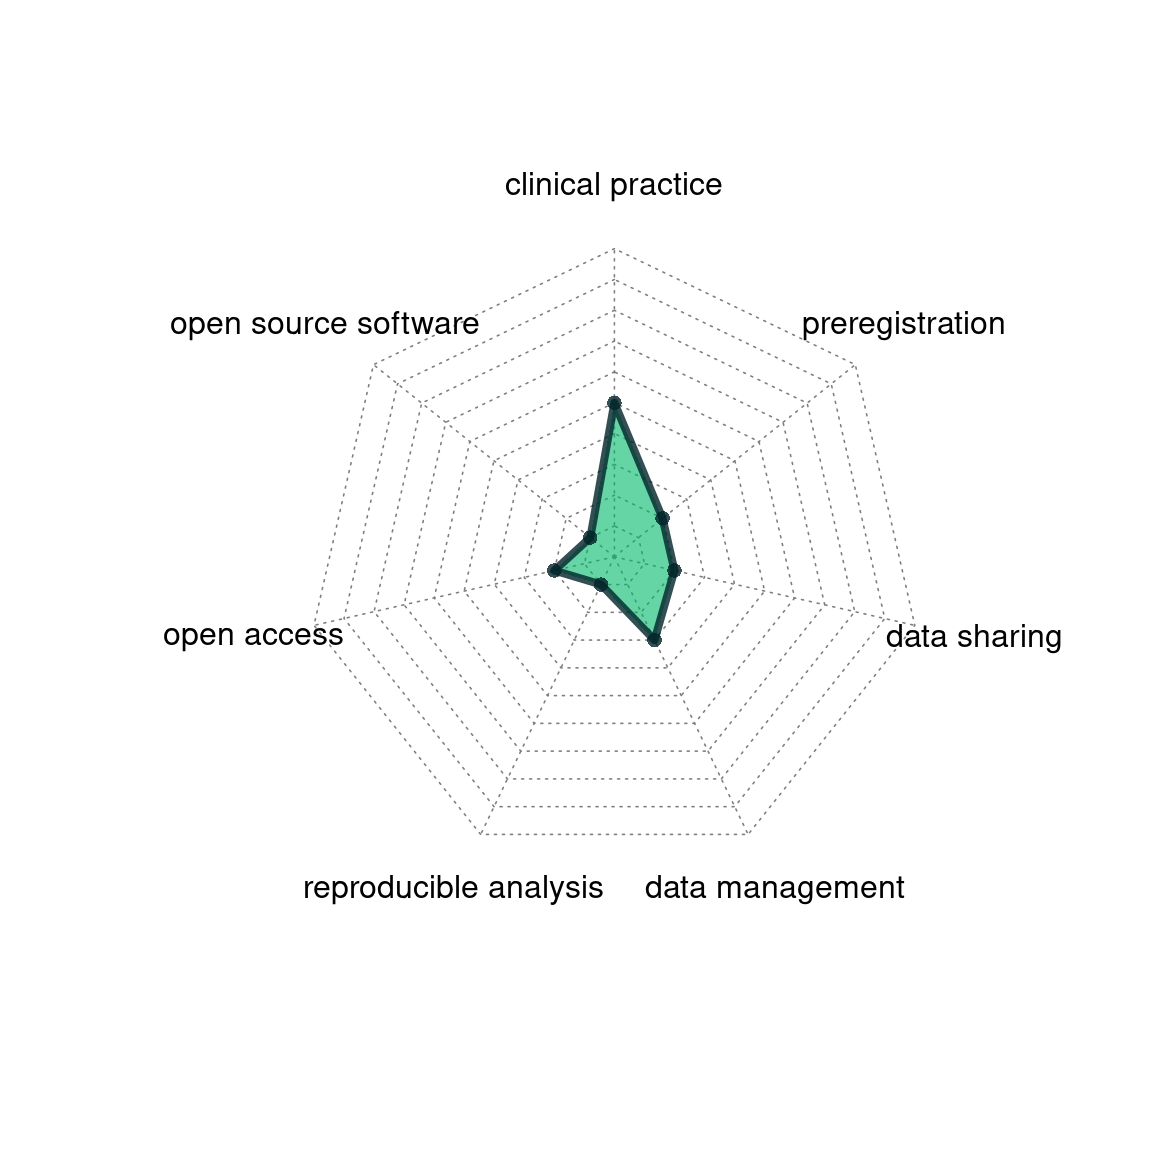 clinical practice
open source software
preregistration
open access
data sharing
reproducible analysis
data management